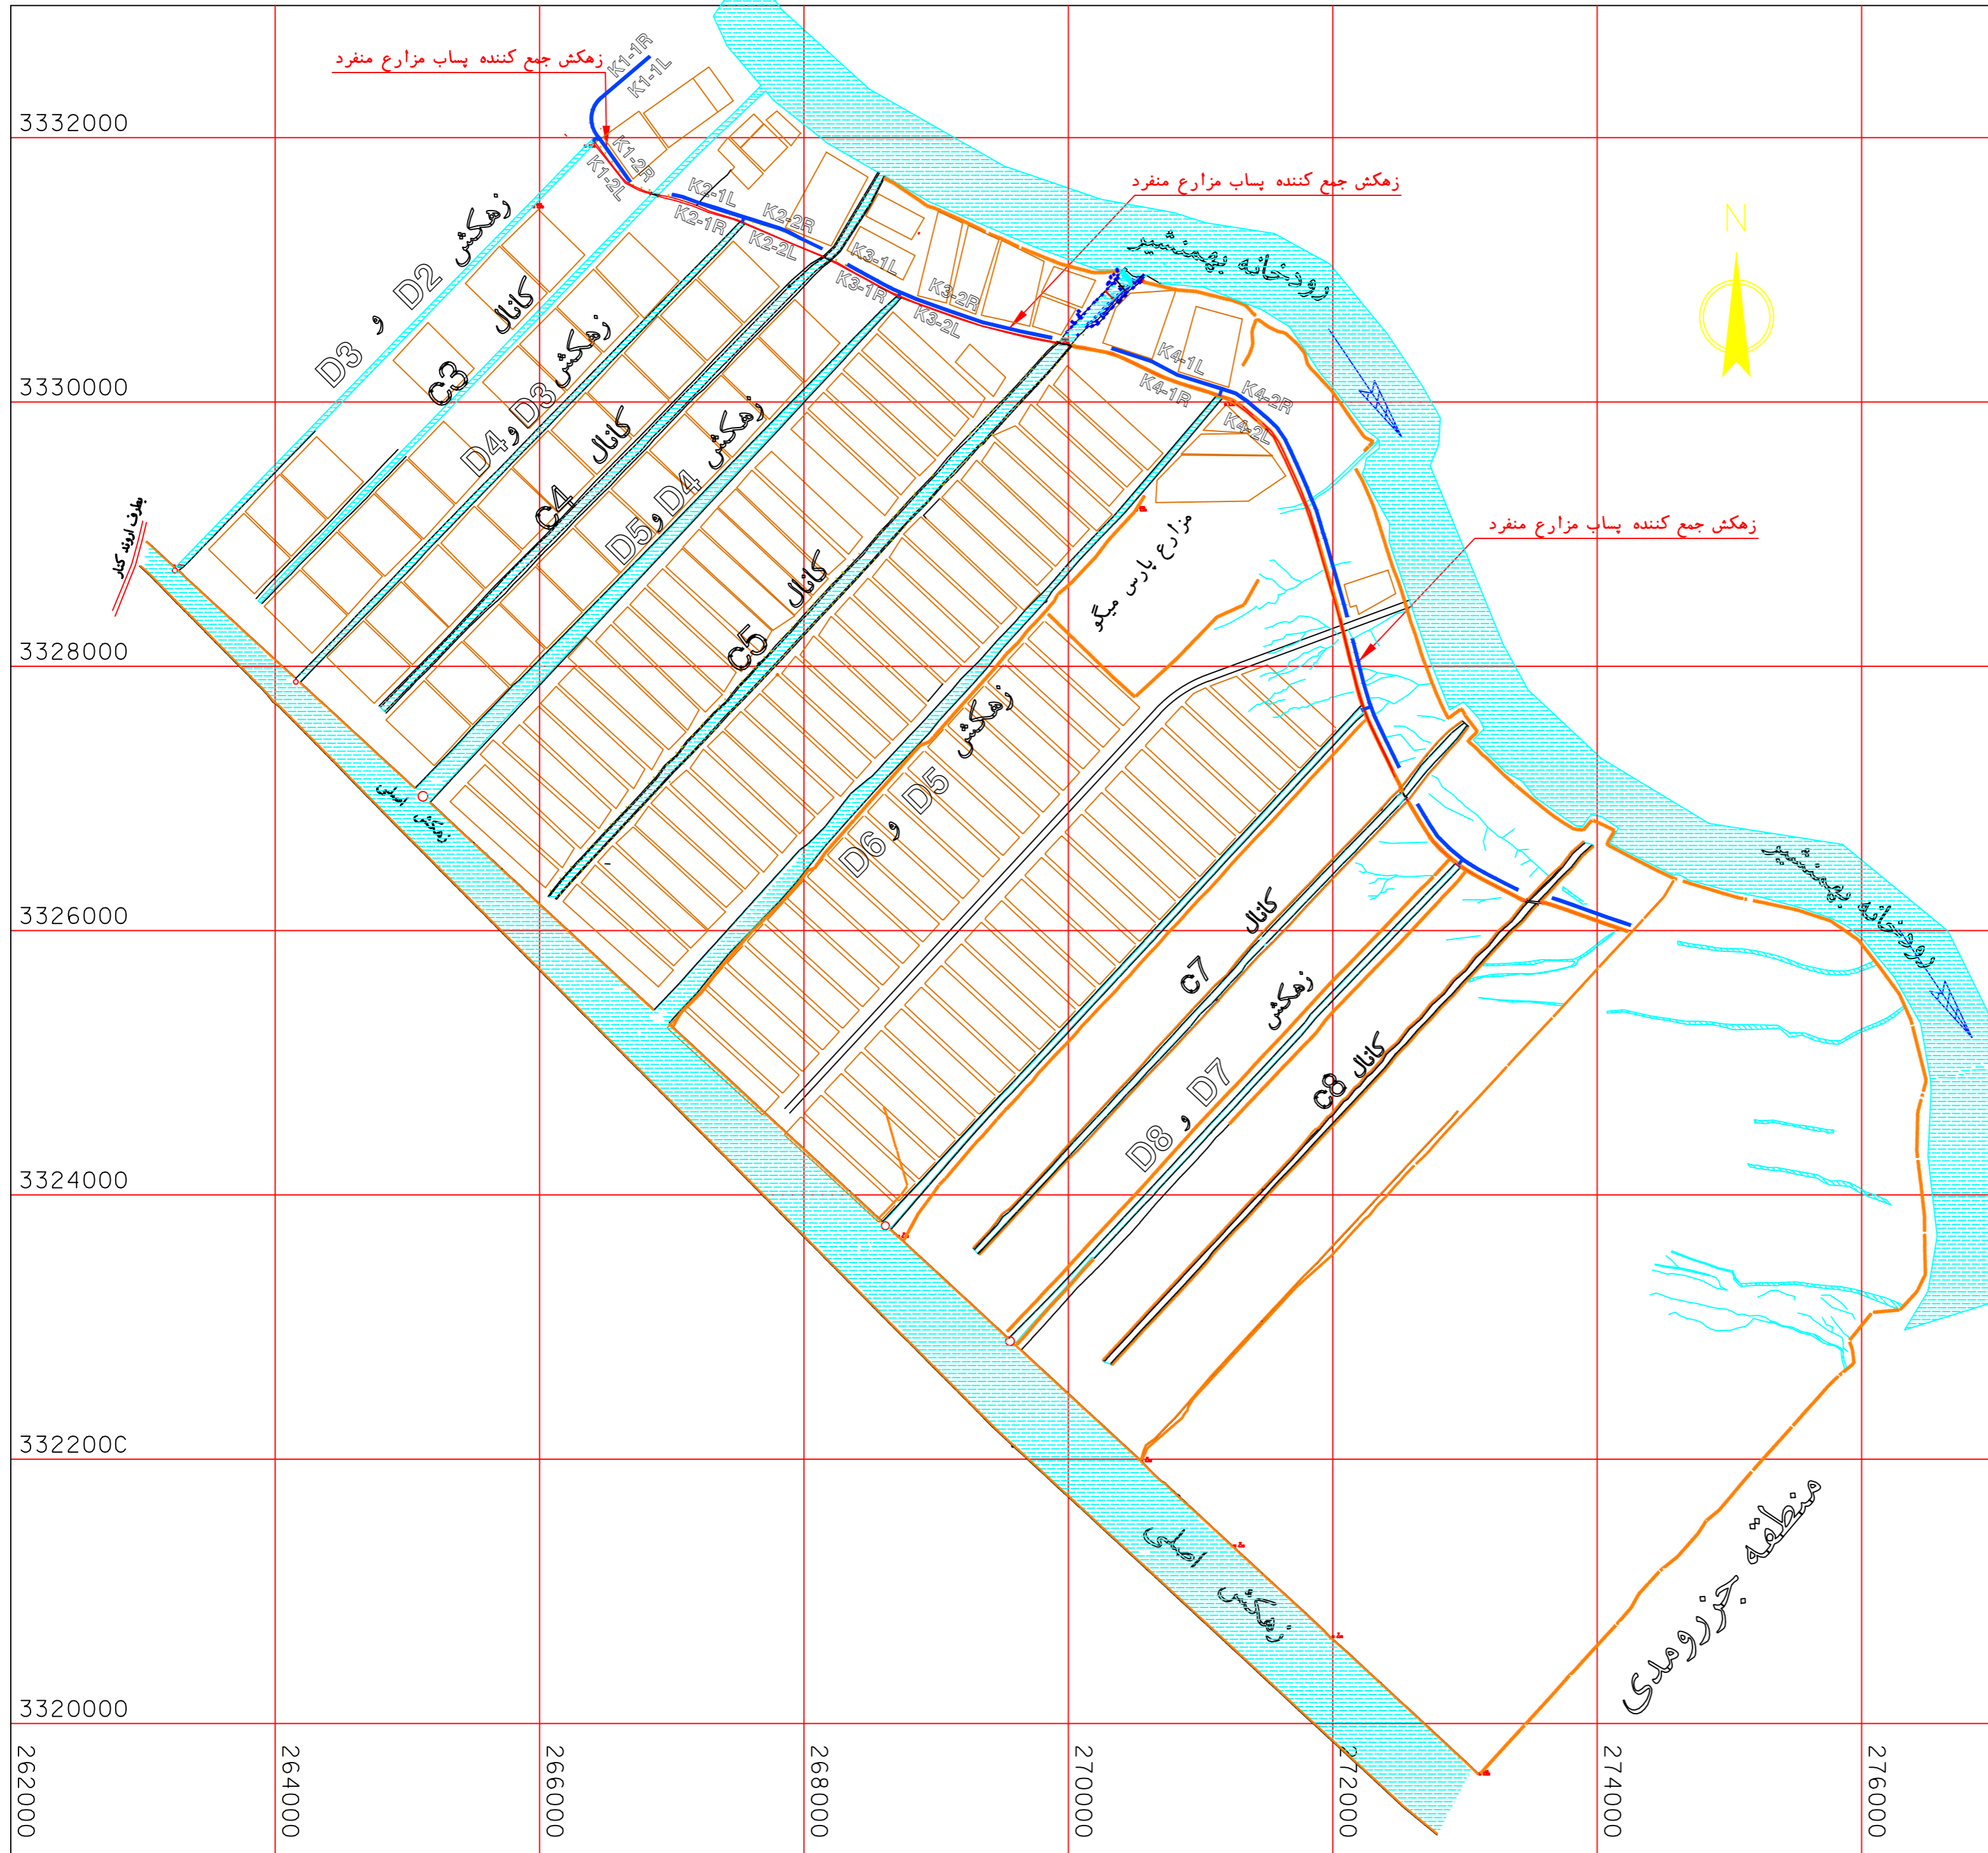 زهکش جمع کننده پساب مزارع منفرد
K1-1R
K1-1L
3332000
K1-2R
K1-2L
N
زهکش جمع کننده پساب مزارع منفرد
K2-1L
K2-1R
K2-2R
K2-2L
زهکش D2 و D3
رودخانه بهمنشیر
K3-1L
K3-1R
K3-2R
K3-2L
کانال c3
زهکش D3 و D4
K4-1L
K4-1R
K4-2R
K4-2L
3330000
کانال c4
زهکش D4 و D5
بطرف اروند کنار
زهکش جمع کننده پساب مزارع منفرد
مزارع پارس میگو
کانال c5
3328000
زهکش D5 و D6
زهکش اصلی
رودخانه بهمنشیر
3326000
کانال c7
زهکش D7 و D8
کانال c8
3324000
332200C
منطقه جزرومدی
زهکش اصلی
3320000
262000
264000
266000
268000
270000
272000
274000
276000